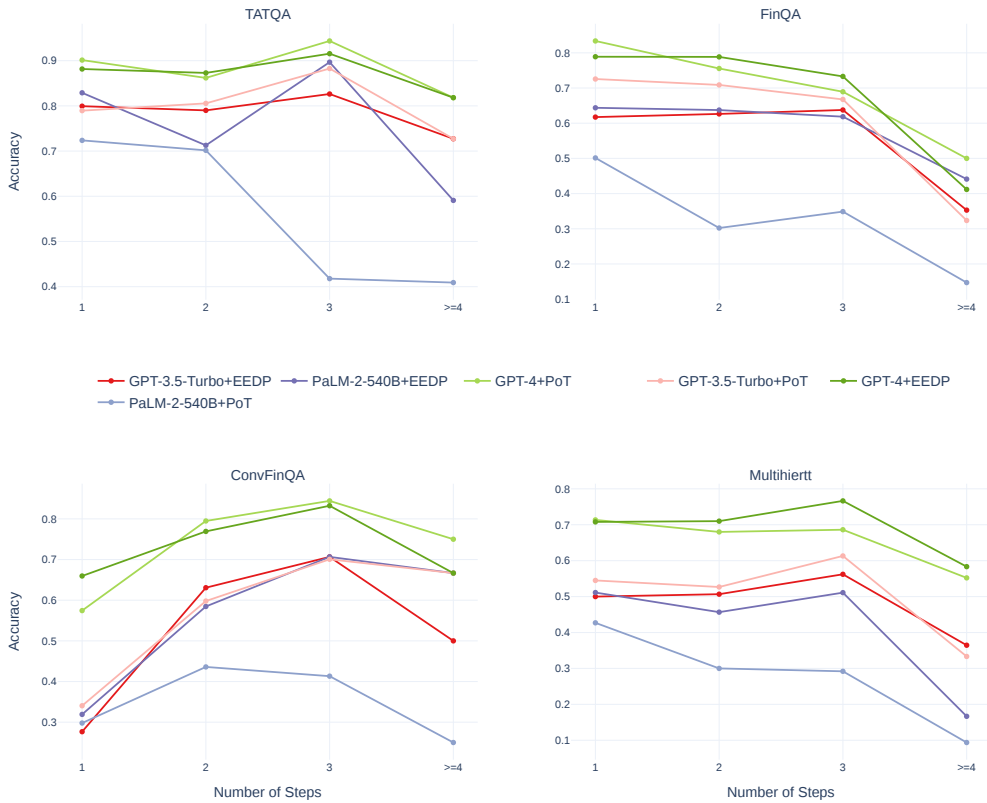 TATQA
FinQA
Accuracy
0.9
0.8
0.7
0.6
0.5
0.4
1 2 3 >=4
0.8
0.7
0.6
0.5
0.4
0.3
0.2
0.1
1 2 3 >=4
GPT-3.5-Turbo+EEDP PaLM-2-540B+EEDP GPT-4+PoT GPT-3.5-Turbo+PoT GPT-4+EEDP
PaLM-2-540B+PoT
ConvFinQA
Multihiertt
Accuracy
0.8
0.7
0.6
0.5
0.4
0.3
1 2 3 >=4
Number of Steps
0.8
0.7
0.6
0.5
0.4
0.3
0.2
0.1
1 2 3 >=4
Number of Steps